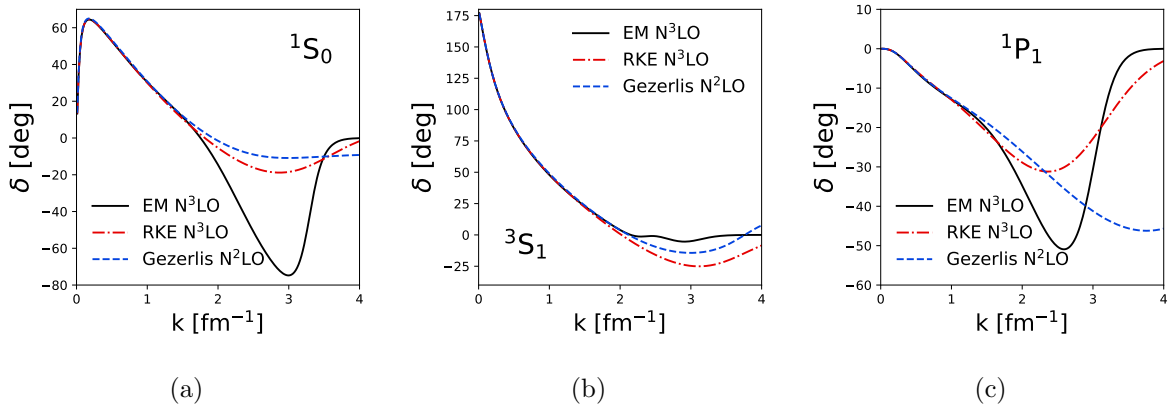 δ [deg]
60
40
20
0
−20
−40
−60
−80
¹S₀
EM N³LO
RKE N³LO
Gezerlis N²LO
0 1 2 3 4
k [fm⁻¹]
(a)
δ [deg]
175
150
125
100
75
50
25
0
−25
EM N³LO
RKE N³LO
Gezerlis N²LO
³S₁
0 1 2 3 4
k [fm⁻¹]
(b)
δ [deg]
10
0
−10
−20
−30
−40
−50
−60
¹P₁
EM N³LO
RKE N³LO
Gezerlis N²LO
0 1 2 3 4
k [fm⁻¹]
(c)